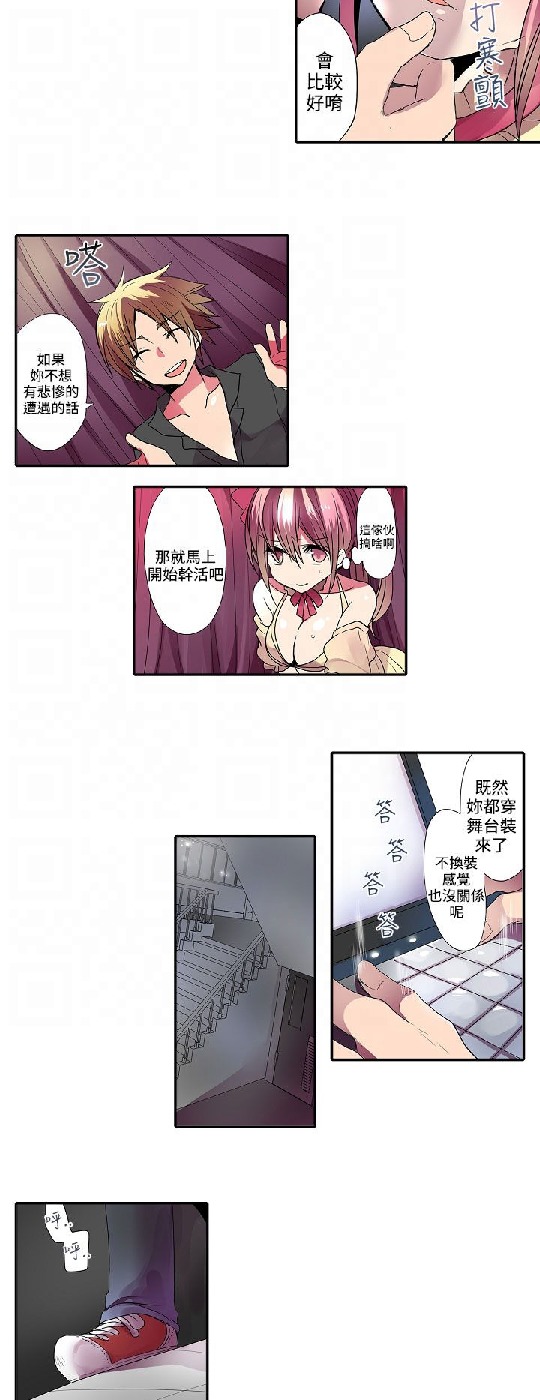 會
比較
好唷
打寒顫
嗒
如果
妳不想
有悲慘的
遭遇的話
這傢伙
搞啥啊
那就馬上
開始幹活吧
既然
妳都穿
舞台裝
來了
不換裝
感覺
也沒關係
呢
答
答
答
答
呼..
呼..